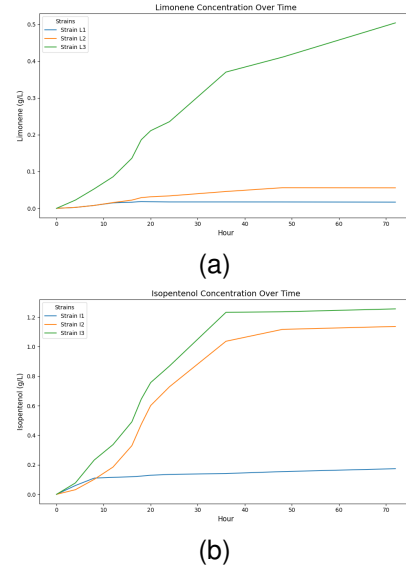 Limonene Concentration Over Time
Strains
Strain L1
Strain L2
Strain L3
Limonene (g/L)
0.5
0.4
0.3
0.2
0.1
0.0
0 10 20 30 40 50 60 70
Hour
(a)
Isopentenol Concentration Over Time
Strains
Strain I1
Strain I2
Strain I3
Isopentenol (g/L)
1.2
1.0
0.8
0.6
0.4
0.2
0.0
0 10 20 30 40 50 60 70
Hour
(b)